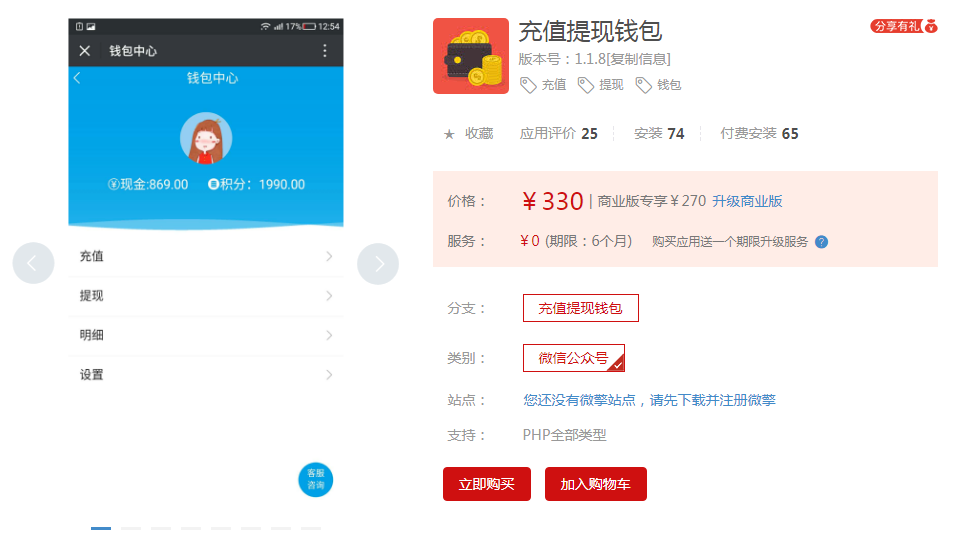 17% 12:54
钱包中心
钱包中心
¥现金:869.00 积分：1990.00
充值
提现
明细
设置
客服
咨询
充值提现钱包
分享有礼
版本号：1.1.8[复制信息]
充值 提现 钱包
★ 收藏 应用评价 25 安装 74 付费安装 65
价格： ¥330 | 商业版专享¥270 升级商业版
服务： ¥0 (期限：6个月) 购买应用送一个期限升级服务 ?
分支： 充值提现钱包
类别： 微信公众号
站点： 您还没有微擎站点，请先下载并注册微擎
支持： PHP全部类型
立即购买 加入购物车